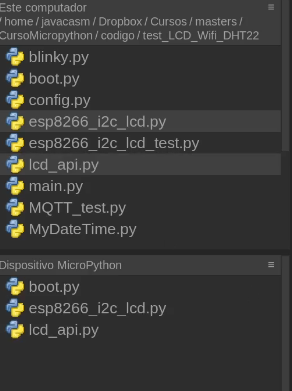 Este computador
/ home / javacasm / Dropbox / Cursos / masters /
CursoMicropython / codigo / test_LCD_Wifi_DHT22
blinky.py
boot.py
config.py
esp8266_i2c_lcd.py
esp8266_i2c_lcd_test.py
lcd_api.py
main.py
MQTT_test.py
MyDateTime.py
Dispositivo MicroPython
boot.py
esp8266_i2c_lcd.py
lcd_api.py